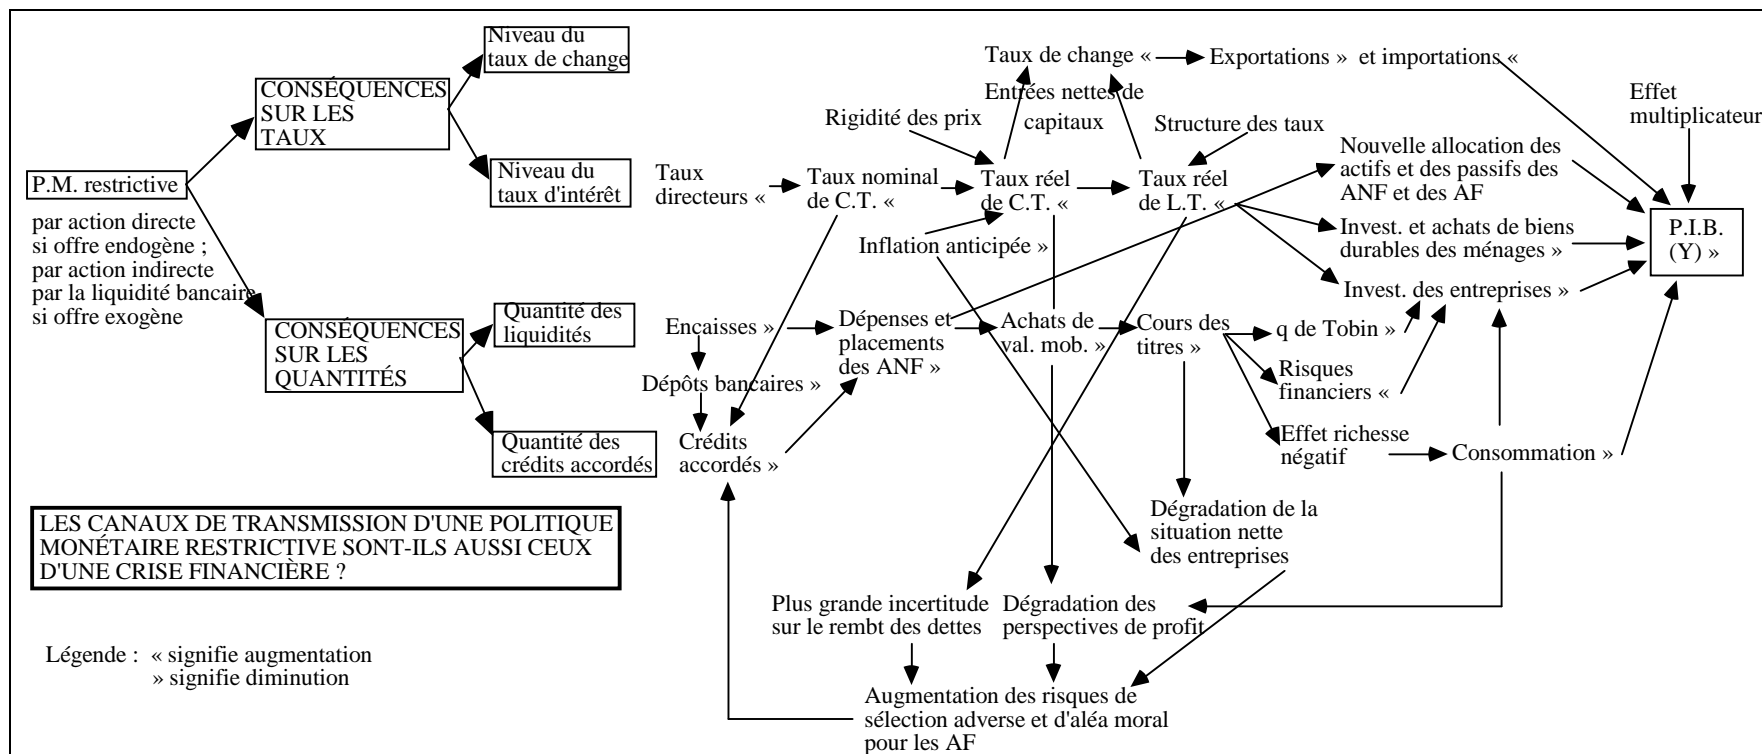 Niveau du
taux de change
CONSÉQUENCES
SUR LES
TAUX
Niveau du
taux d'intérêt
P.M. restrictive
par action directe
si offre endogène ;
par action indirecte
par la liquidité bancaire
si offre exogène
CONSÉQUENCES
SUR LES
QUANTITÉS
Quantité des
liquidités
Quantité des
crédits accordés
Taux de change «
Exportations »  et importations «
Entrées nettes de
capitaux
Rigidité des prix
Structure des taux
Effet
multiplicateur
Taux
directeurs «
Taux nominal
de C.T. «
Taux réel
de C.T. «
Taux réel
de L.T. «
Nouvelle allocation des
actifs et des passifs des
ANF et des AF
Inflation anticipée »
Invest. et achats de biens
durables des ménages »
P.I.B.
(Y) »
Invest. des entreprises »
Encaisses »
Dépenses et
placements
des ANF »
Achats de
val. mob. »
Cours des
titres »
q de Tobin »
Dépôts bancaires »
Risques
financiers «
Crédits
accordés »
Effet richesse
négatif
Consommation »
Dégradation de la
situation nette
des entreprises
Plus grande incertitude
sur le rembt des dettes
Dégradation des
perspectives de profit
Augmentation des risques de
sélection adverse et d'aléa moral
pour les AF
LES CANAUX DE TRANSMISSION D'UNE POLITIQUE
MONÉTAIRE RESTRICTIVE SONT-ILS AUSSI CEUX
D'UNE CRISE FINANCIÈRE ?
Légende :  « signifie augmentation
» signifie diminution